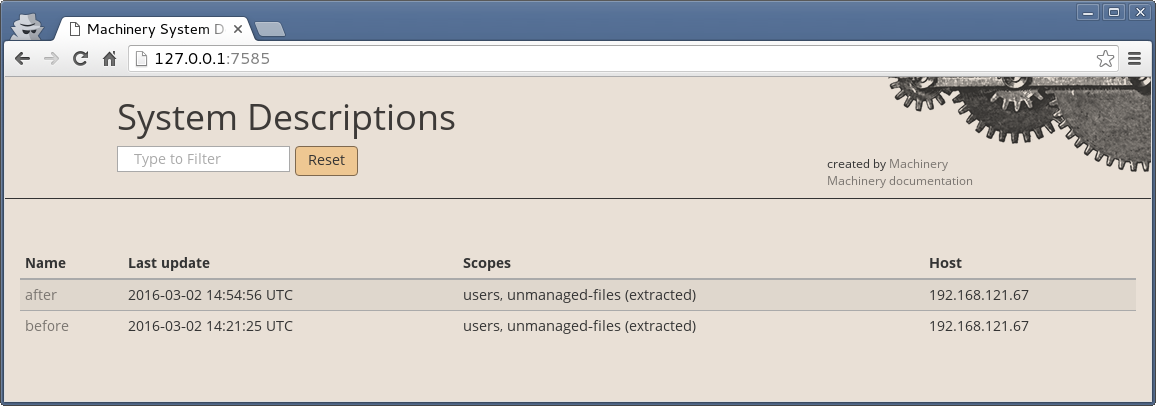 Machinery System D
127.0.0.1:7585
System Descriptions
Type to Filter Reset
created by Machinery
Machinery documentation
Name Last update Scopes Host
after 2016-03-02 14:54:56 UTC users, unmanaged-files (extracted) 192.168.121.67
before 2016-03-02 14:21:25 UTC users, unmanaged-files (extracted) 192.168.121.67